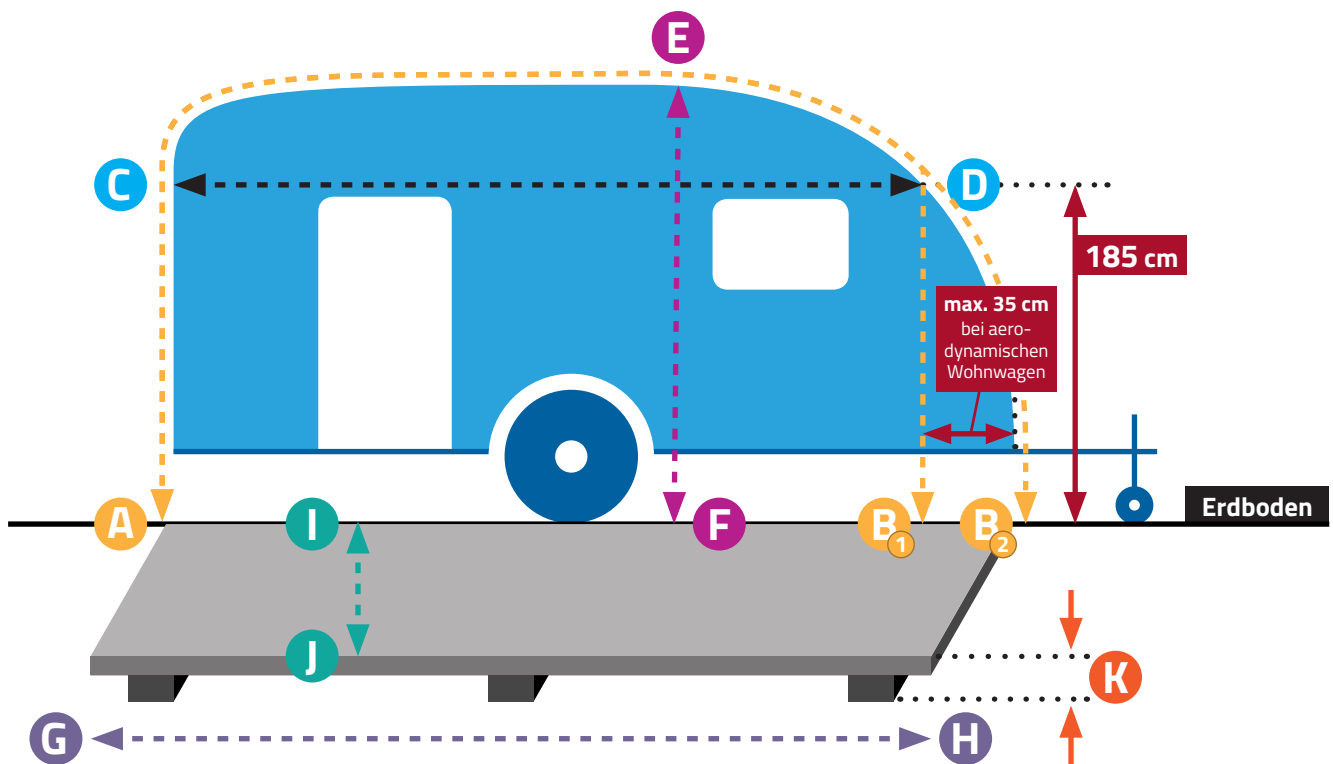 E
C
D
185 cm
max. 35 cm
bei aero-
dynamischen
Wohnwagen
A
I
F
B 1
B 2
Erdboden
J
K
G
H